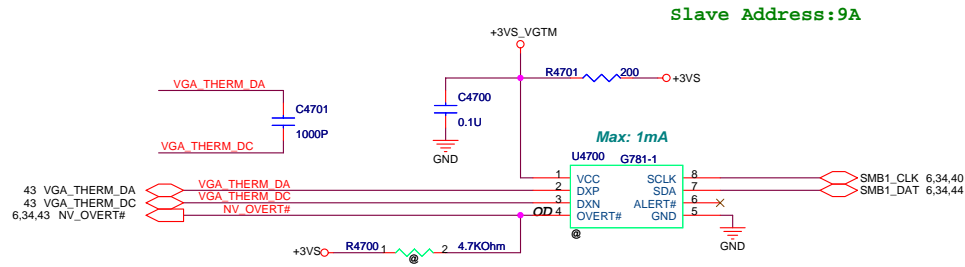 Slave Address:9A
+3VS_VGTM
R4701
200
+3VS
VGA_THERM_DA
C4701
1000P
VGA_THERM_DC
C4700
0.1U
GND
Max: 1mA
U4700
G781-1
1 VCC SCLK 8
SMB1_CLK 6,34,40
43 VGA_THERM_DA
VGA_THERM_DA
2 DXP SDA 7
SMB1_DAT 6,34,44
43 VGA_THERM_DC
VGA_THERM_DC
3 DXN ALERT# 6
6,34,43 NV_OVERT#
NV_OVERT#
OD 4 OVERT# GND 5
@
GND
+3VS
R4700 1
2 4.7KOhm
@